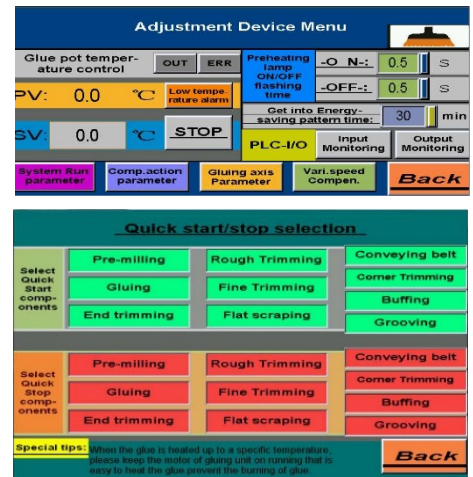 Adjustment Device Menu
Glue pot temper-
ature control
OUT
ERR
PV:
0.0
℃
Low tempe-
rature alarm
SV:
0.0
℃
STOP
Preheating
lamp
ON/OFF
flashing
time
-O N-:
0.5
S
-OFF-:
0.5
S
Get into Energy-
saving pattern time:
30
min
PLC-I/O
Input
Monitoring
Output
Monitoring
System Run
parameter
Comp.action
parameter
Gluing axis
Parameter
Vari.speed
Compen.
Back
Quick start/stop selection
Select
Quick
Start
comp-
onents
Pre-milling
Rough Trimming
Conveying belt
Gluing
Fine Trimming
Corner Trimming
Buffing
End trimming
Flat scraping
Grooving
Select
Quick
Stop
comp-
onents
Pre-milling
Rough Trimming
Conveying belt
Gluing
Fine Trimming
Corner Trimming
Buffing
End trimming
Flat scraping
Grooving
Special tips:
When the glue is heated up to a specific temperature,
please keep the motor of gluing unit on running that is
easy to heat the glue prevent the burning of glue.
Back